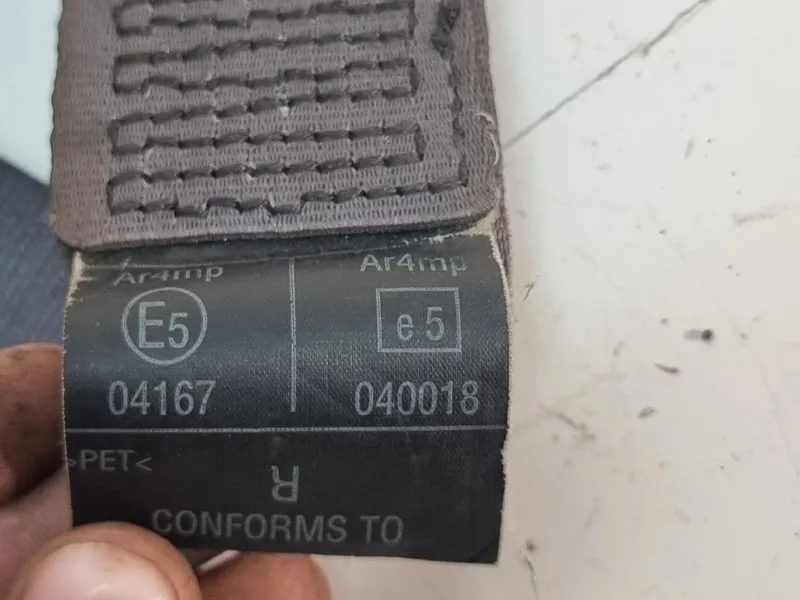 Ar4mp Ar4mp
E5 e5
04167 040018
>PET<
R
CONFORMS TO